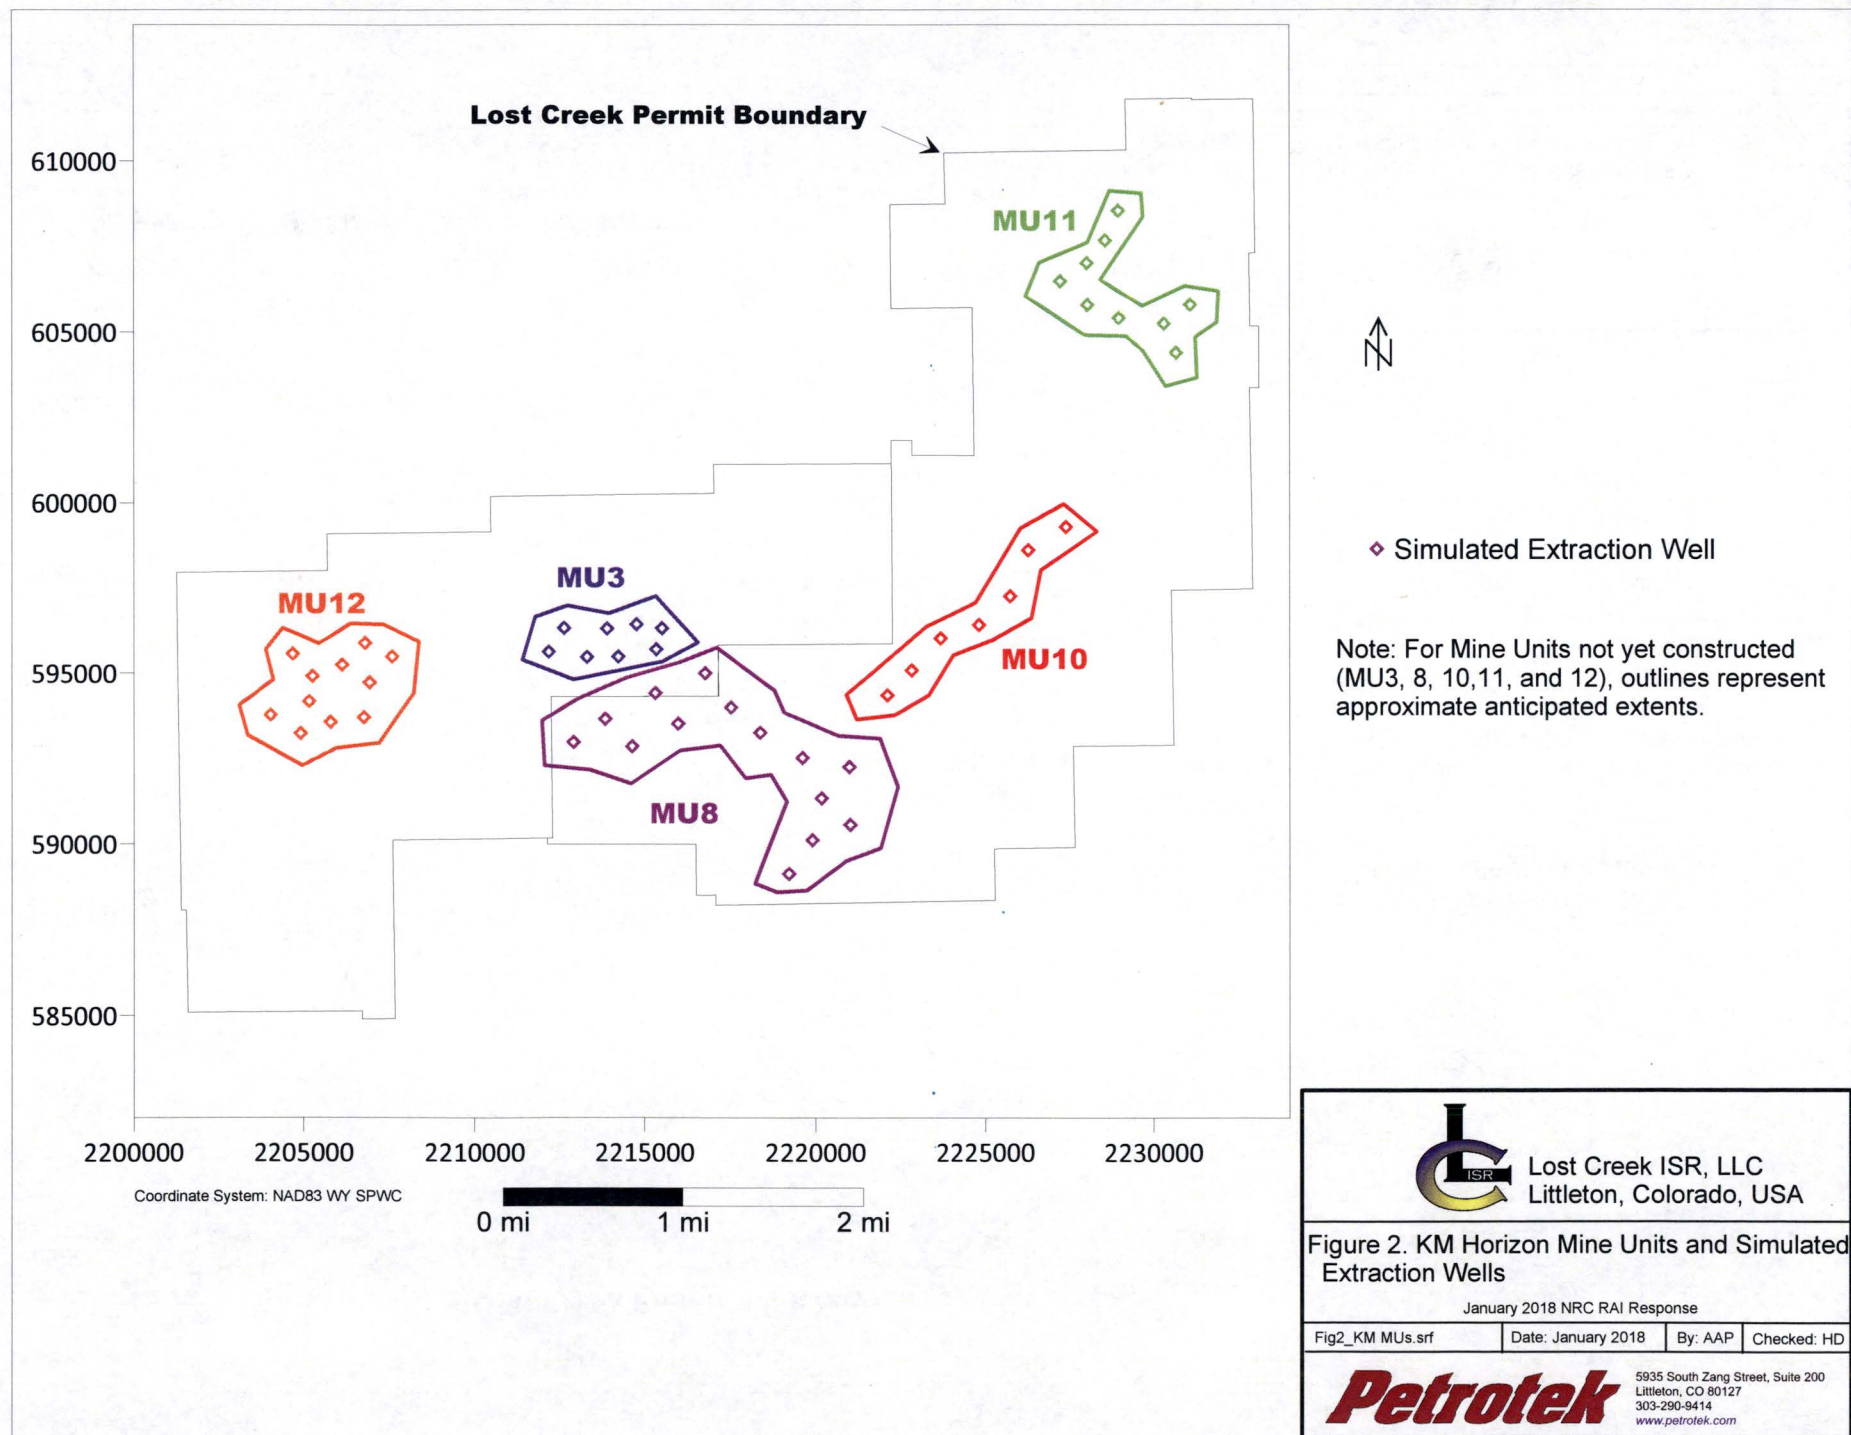 Lost Creek Permit Boundary
610000
MU11
605000
600000
Simulated Extraction Well
MU3
MU12
Note: For Mine Units not yet constructed
(MU3, 8, 10,11, and 12), outlines represent
approximate anticipated extents.
595000
MU10
MU8
590000
585000
2200000
2205000
2210000
2215000
2220000
2225000
2230000
Coordinate System: NAD83 WY SPWC
0 mi
1 mi
2 mi
N
LC
ISR
Lost Creek ISR, LLC
Littleton, Colorado, USA
Figure 2. KM Horizon Mine Units and Simulated
Extraction Wells
January 2018 NRC RAI Response
Fig2_KM MUs.srf
Date: January 2018
By: AAP
Checked: HD
Petrotek
5935 South Zang Street, Suite 200
Littleton, CO 80127
303-290-9414
www.petrotek.com